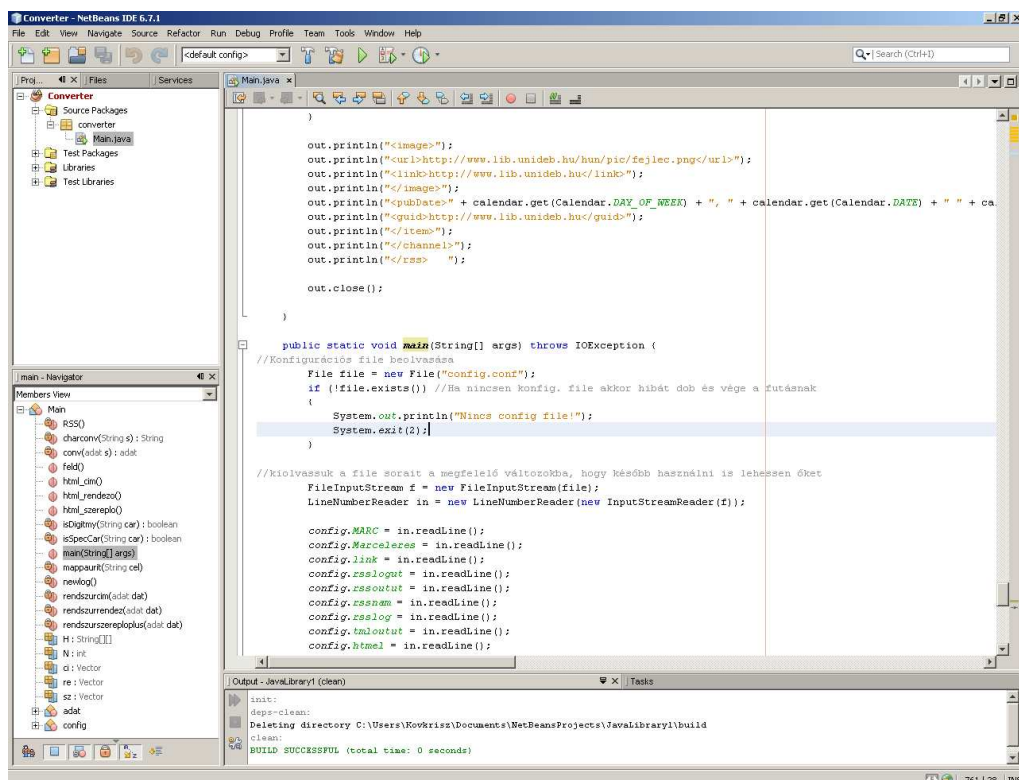 Converter - NetBeans IDE 6.7.1
File Edit View Navigate Source Refactor Run Debug Profile Team Tools Window Help
<default config>
Search (Ctrl+I)
Proj... Files Services
Converter
Source Packages
converter
Main.java
Test Packages
Libraries
Test Libraries
main - Navigator
Members View
Main
RSS()
charconv(String s) : String
conv(adat s) : adat
feld()
html_cim()
html_rendezo()
html_szereplo()
isDigitmy(String car) : boolean
isSpecCar(String car) : boolean
main(String[] args)
mappaurit(String cel)
newlog()
rendszurcim(adat dat)
rendszurrendez(adat dat)
rendszurszereploplus(adat dat)
H : String[][]
N : int
ci : Vector
re : Vector
sz : Vector
adat
config
Main.java
}
out.println("<image>");
out.println("<url>http://www.lib.unideb.hu/hun/pic/fejlec.png</url>");
out.println("<link>http://www.lib.unideb.hu</link>");
out.println("</image>");
out.println("<pubDate>" + calendar.get(Calendar.DAY_OF_WEEK) + ", " + calendar.get(Calendar.DATE) + " " + ca
out.println("<guid>http://www.lib.unideb.hu</guid>");
out.println("</item>");
out.println("</channel>");
out.println("</rss> ");
out.close();
}
public static void main(String[] args) throws IOException {
//Konfigurációs file beolvasása
File file = new File("config.conf");
if (!file.exists()) //Ha nincsen konfig. file akkor hibát dob és vége a futásnak
{
System.out.println("Nincs config file!");
System.exit(2);
}
//kiolvassuk a file sorait a megfelelő változokba, hogy később használni is lehessen őket
FileInputStream f = new FileInputStream(file);
LineNumberReader in = new LineNumberReader(new InputStreamReader(f));
config.MARC = in.readLine();
config.Marceleres = in.readLine();
config.link = in.readLine();
config.rsslogut = in.readLine();
config.rssoutut = in.readLine();
config.rssnam = in.readLine();
config.rsslog = in.readLine();
config.tmloutut = in.readLine();
config.htmel = in.readLine();
Output - JavaLibrary1 (clean) Tasks
init:
deps-clean:
Deleting directory C:\Users\Kovkrisz\Documents\NetBeansProjects\JavaLibrary1\build
clean:
BUILD SUCCESSFUL (total time: 0 seconds)
761 | 28 INS